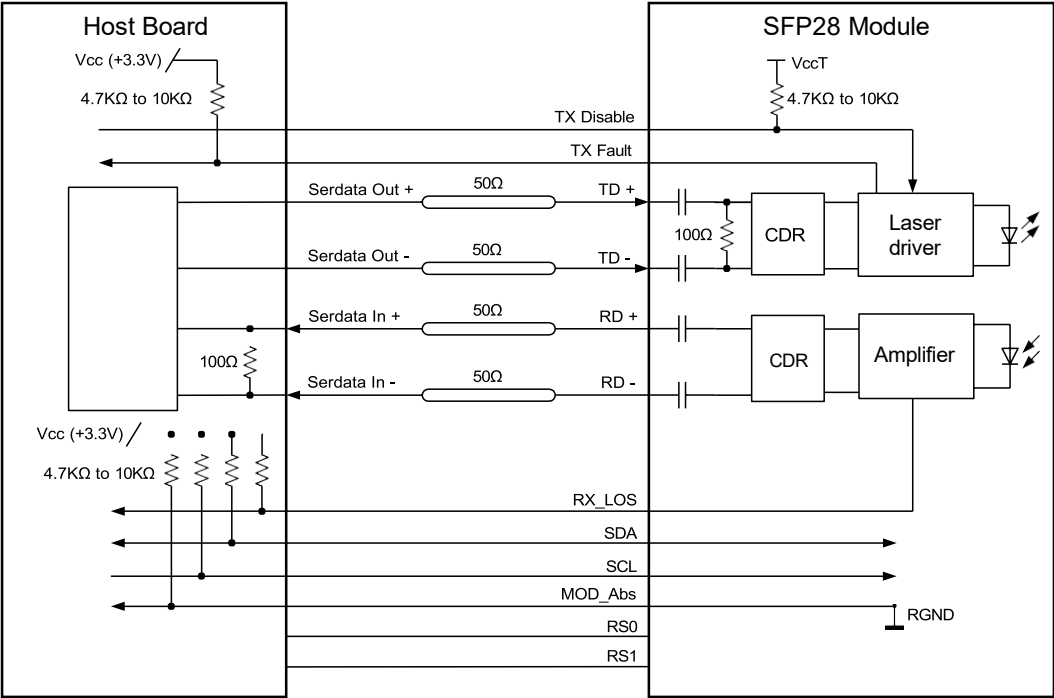 Host Board
SFP28 Module
Vcc (+3.3V)
VccT
4.7KΩ to 10KΩ
4.7KΩ to 10KΩ
TX Disable
TX Fault
Serdata Out +
50Ω
TD +
100Ω
CDR
Laser
driver
Serdata Out -
50Ω
TD -
Serdata In +
50Ω
RD +
100Ω
CDR
Amplifier
Serdata In -
50Ω
RD -
Vcc (+3.3V)
4.7KΩ to 10KΩ
RX_LOS
SDA
SCL
MOD_Abs
RGND
RS0
RS1